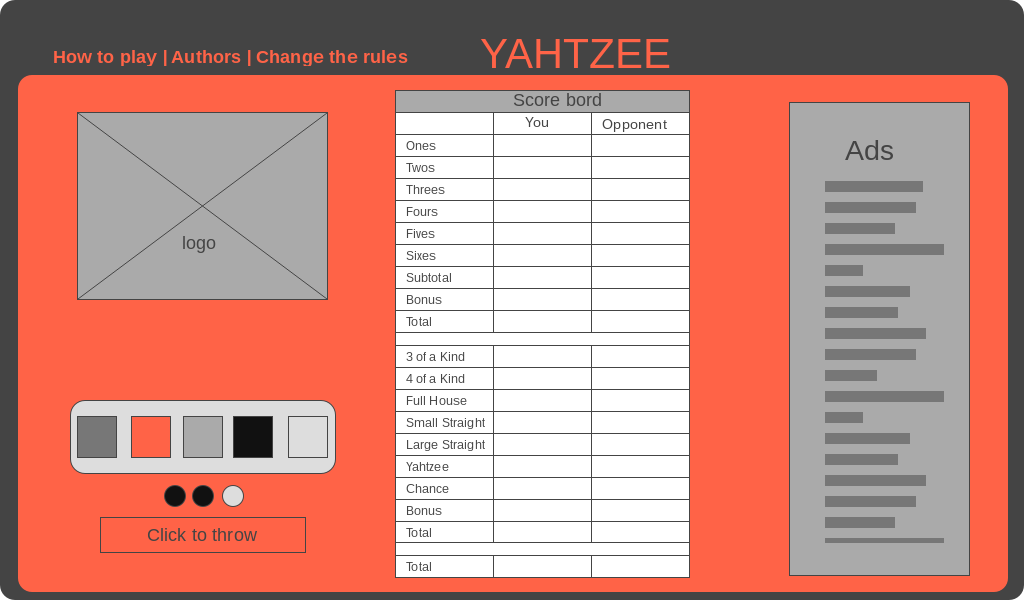 YAHTZEE
How to play | Authors | Change the rules
Score bord
You Opponent
Ones
Twos
Threes
Fours
Fives
Sixes
Subtotal
Bonus
Total
3 of a Kind
4 of a Kind
Full House
Small Straight
Large Straight
Yahtzee
Chance
Bonus
Total
Total
logo
Click to throw
Ads